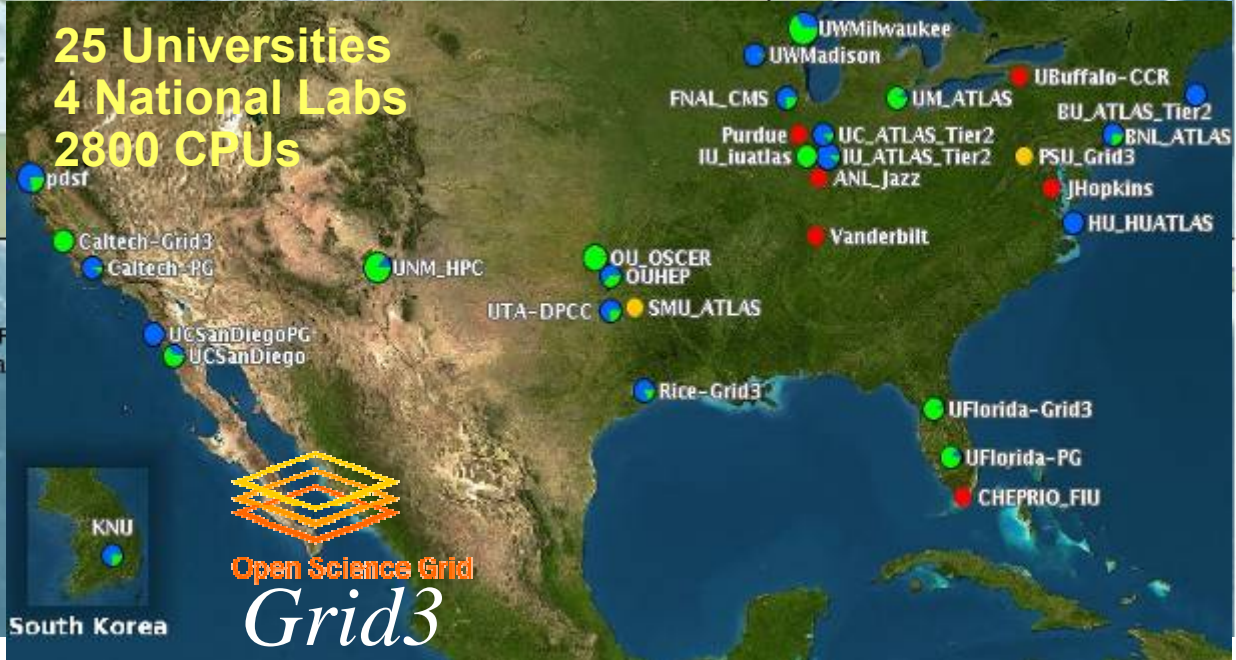 25 Universities
4 National Labs
2800 CPUs
UWMilwaukee
UWMadison
UBuffalo-CCR
FNAL_CMS
UM_ATLAS
BU_ATLAS_Tier2
Purdue
UC_ATLAS_Tier2
BNL_ATLAS
IU_iuatlas
IU_ATLAS_Tier2
PSU_Grid3
pdsf
ANL_Jazz
JHopkins
HU_HUATLAS
Caltech-Grid3
Vanderbilt
Caltech-PG
UNM_HPC
OU_OSCER
OUHEP
UTA-DPCC
SMU_ATLAS
UCSanDiegoPG
UCSanDiego
Rice-Grid3
UFlorida-Grid3
UFlorida-PG
CHEPRIO_FIU
KNU
South Korea
Open Science Grid
Grid3